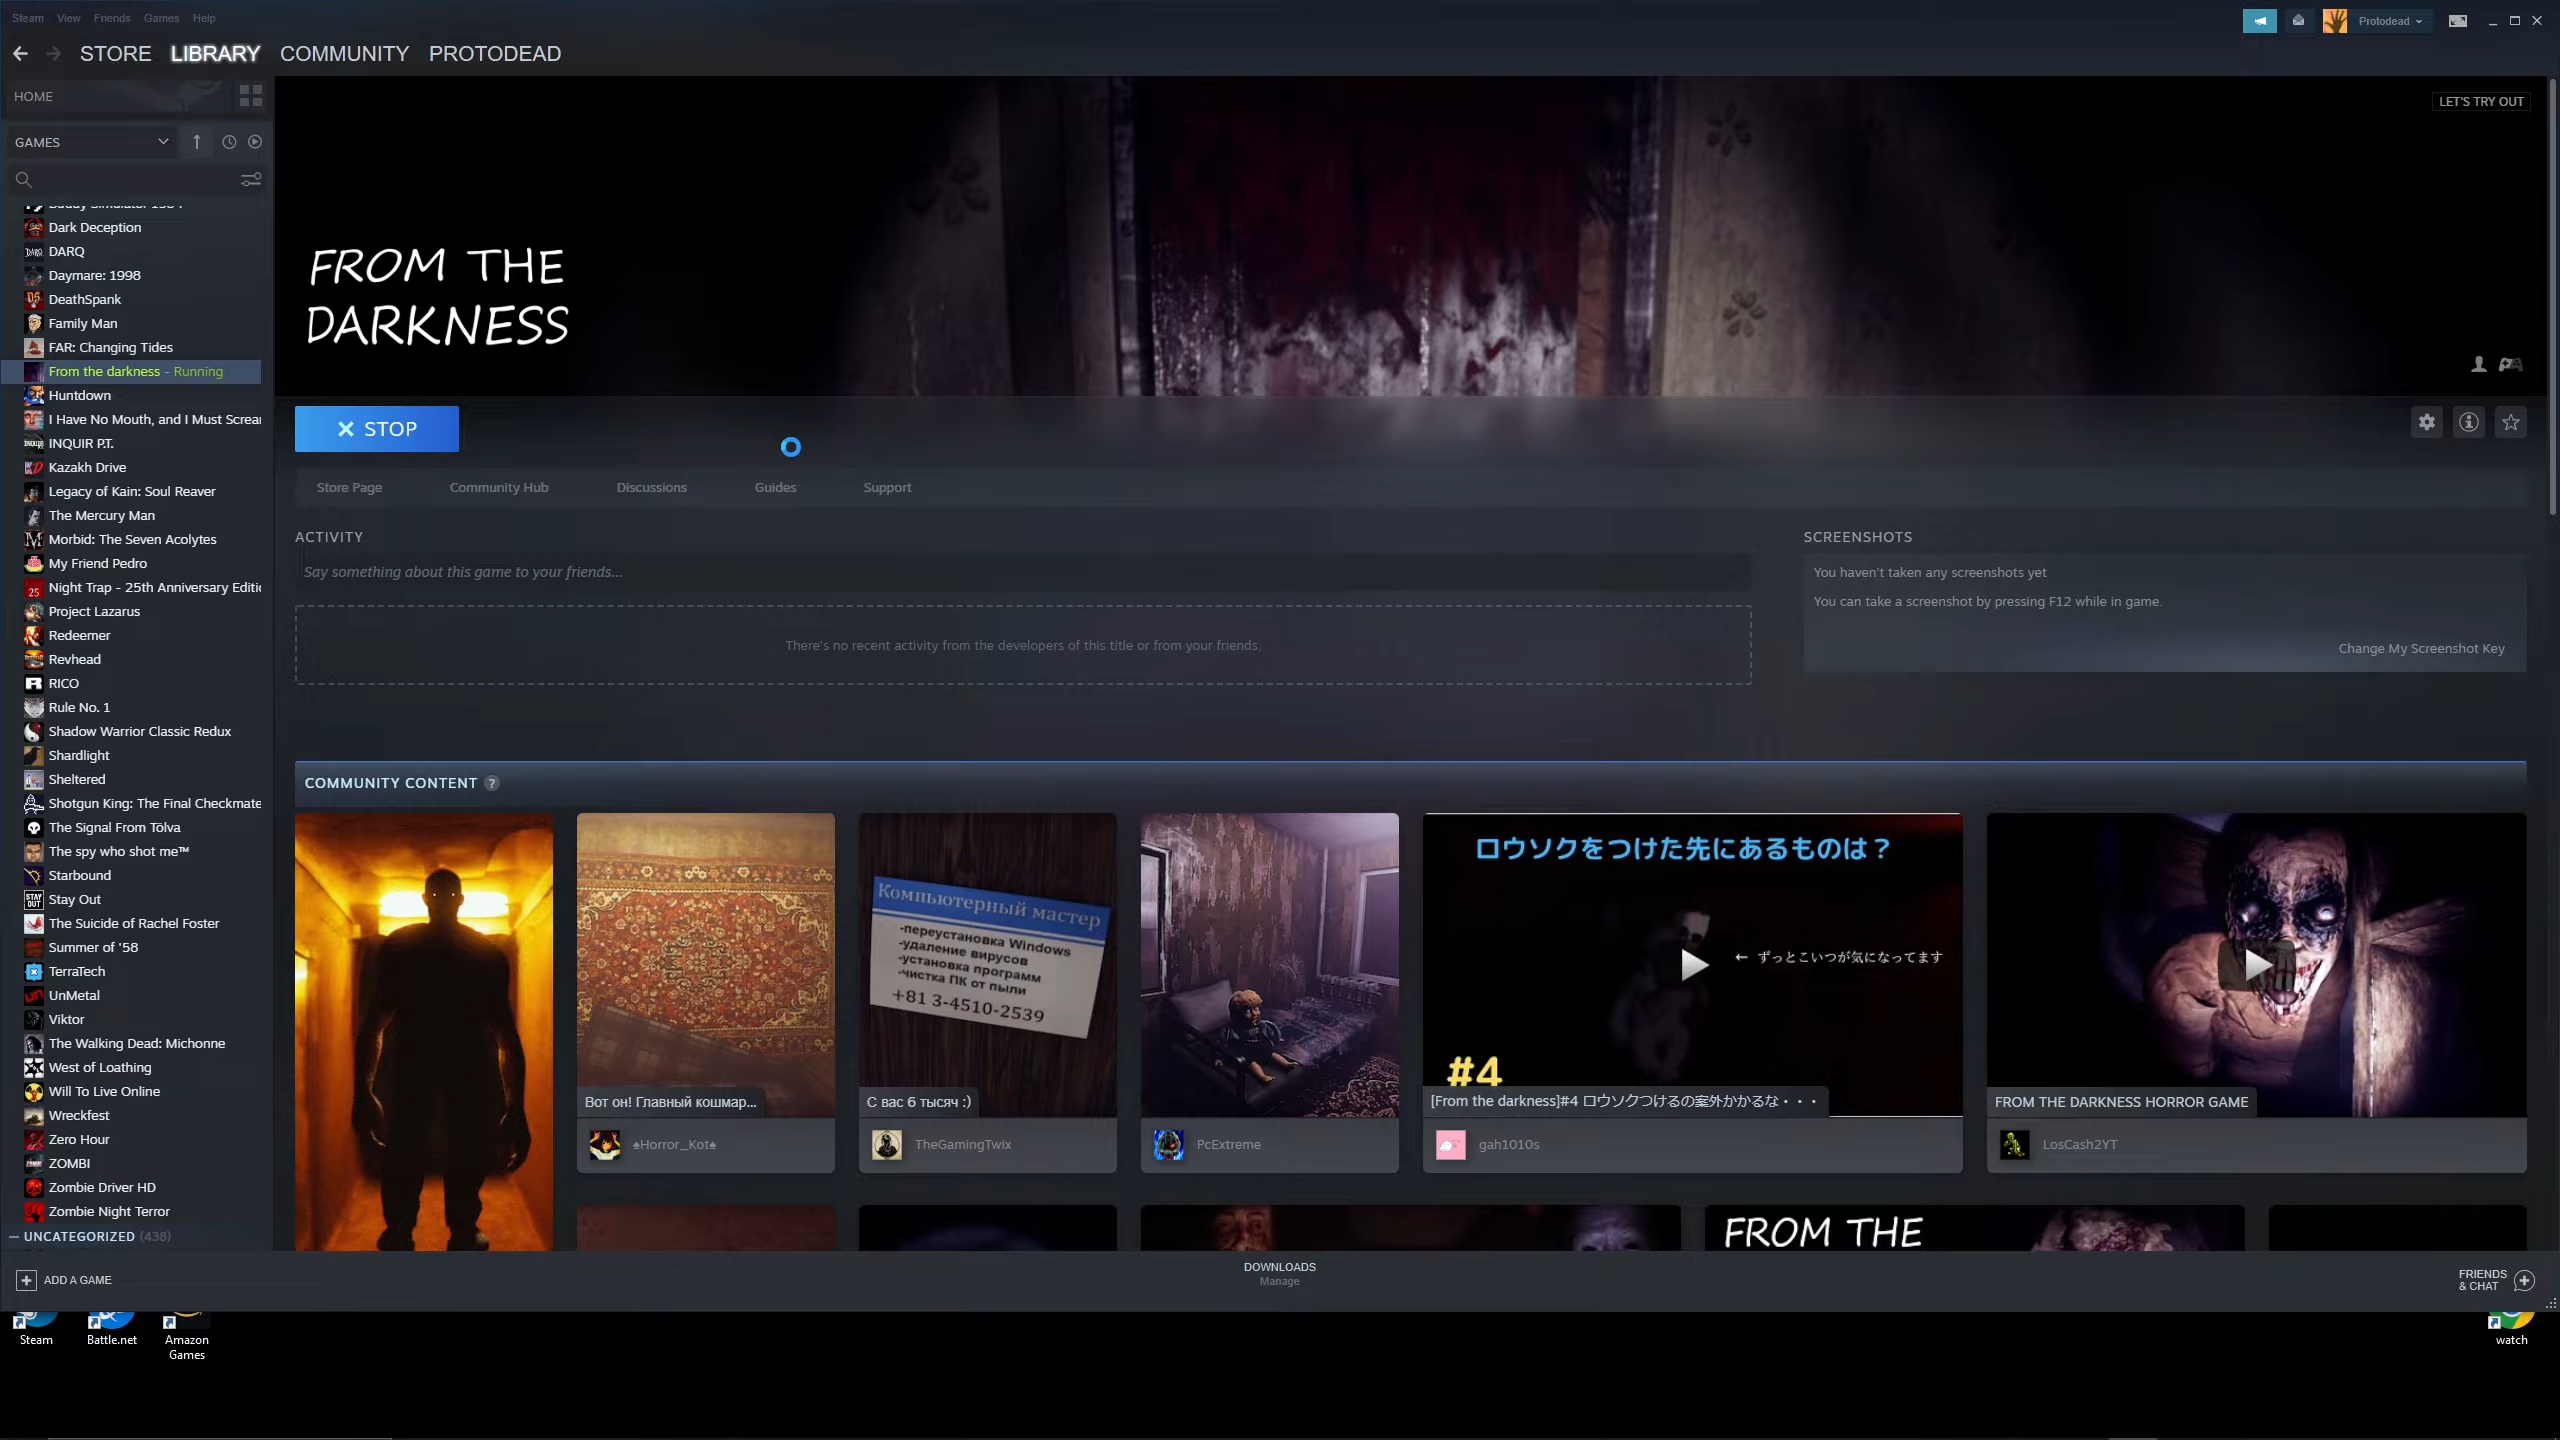 Steam View Friends Games Help
Protodead
STORE LIBRARY COMMUNITY PROTODEAD
HOME
LET'S TRY OUT
GAMES
FROM THE
DARKNESS
Dark Deception
DARQ
Daymare: 1998
DeathSpank
Family Man
FAR: Changing Tides
From the darkness - Running
Huntdown
I Have No Mouth, and I Must Screa
INQUIR P.T.
Kazakh Drive
Legacy of Kain: Soul Reaver
The Mercury Man
Morbid: The Seven Acolytes
My Friend Pedro
Night Trap - 25th Anniversary Editi
Project Lazarus
Redeemer
Revhead
RICO
Rule No. 1
Shadow Warrior Classic Redux
Shardlight
Sheltered
Shotgun King: The Final Checkmate
The Signal From Tölva
The spy who shot me™
Starbound
Stay Out
The Suicide of Rachel Foster
Summer of '58
TerraTech
UnMetal
Viktor
The Walking Dead: Michonne
West of Loathing
Will To Live Online
Wreckfest
Zero Hour
ZOMBI
Zombie Driver HD
Zombie Night Terror
UNCATEGORIZED (438)
STOP
Store Page Community Hub Discussions Guides Support
ACTIVITY
Say something about this game to your friends...
There's no recent activity from the developers of this title or from your friends.
SCREENSHOTS
You haven't taken any screenshots yet
You can take a screenshot by pressing F12 while in game.
Change My Screenshot Key
COMMUNITY CONTENT ?
Вот он! Главный кошмар...
♠Horror_Kot♠
Компьютерный мастер
-переустановка Windows
-удаление вирусов
-установка программ
-чистка ПК от пыли
+81 3-4510-2539
С вас 6 тысяч :)
TheGamingTwix
PcExtreme
ロウソクをつけた先にあるものは？
← ずっとこいつが気になってます
#4
[From the darkness]#4 ロウソクつけるの案外かかるな・・・
gah1010s
FROM THE DARKNESS HORROR GAME
LosCash2YT
FROM THE
ADD A GAME
DOWNLOADS
Manage
FRIENDS
& CHAT
Steam
Battle.net
Amazon
Games
watch